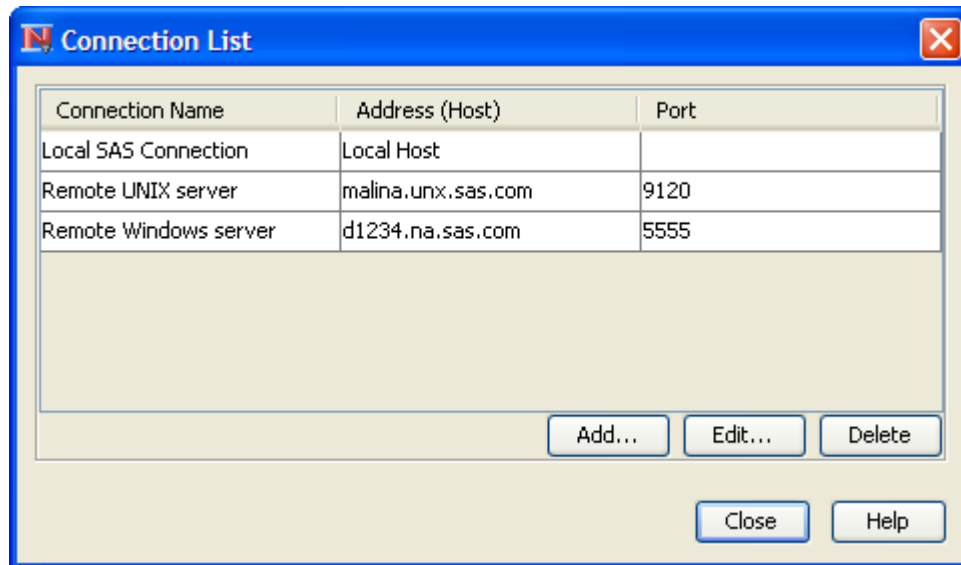 Connection List
Connection Name Address (Host) Port
Local SAS Connection Local Host
Remote UNIX server malina.unx.sas.com 9120
Remote Windows server d1234.na.sas.com 5555
Add... Edit... Delete
Close Help